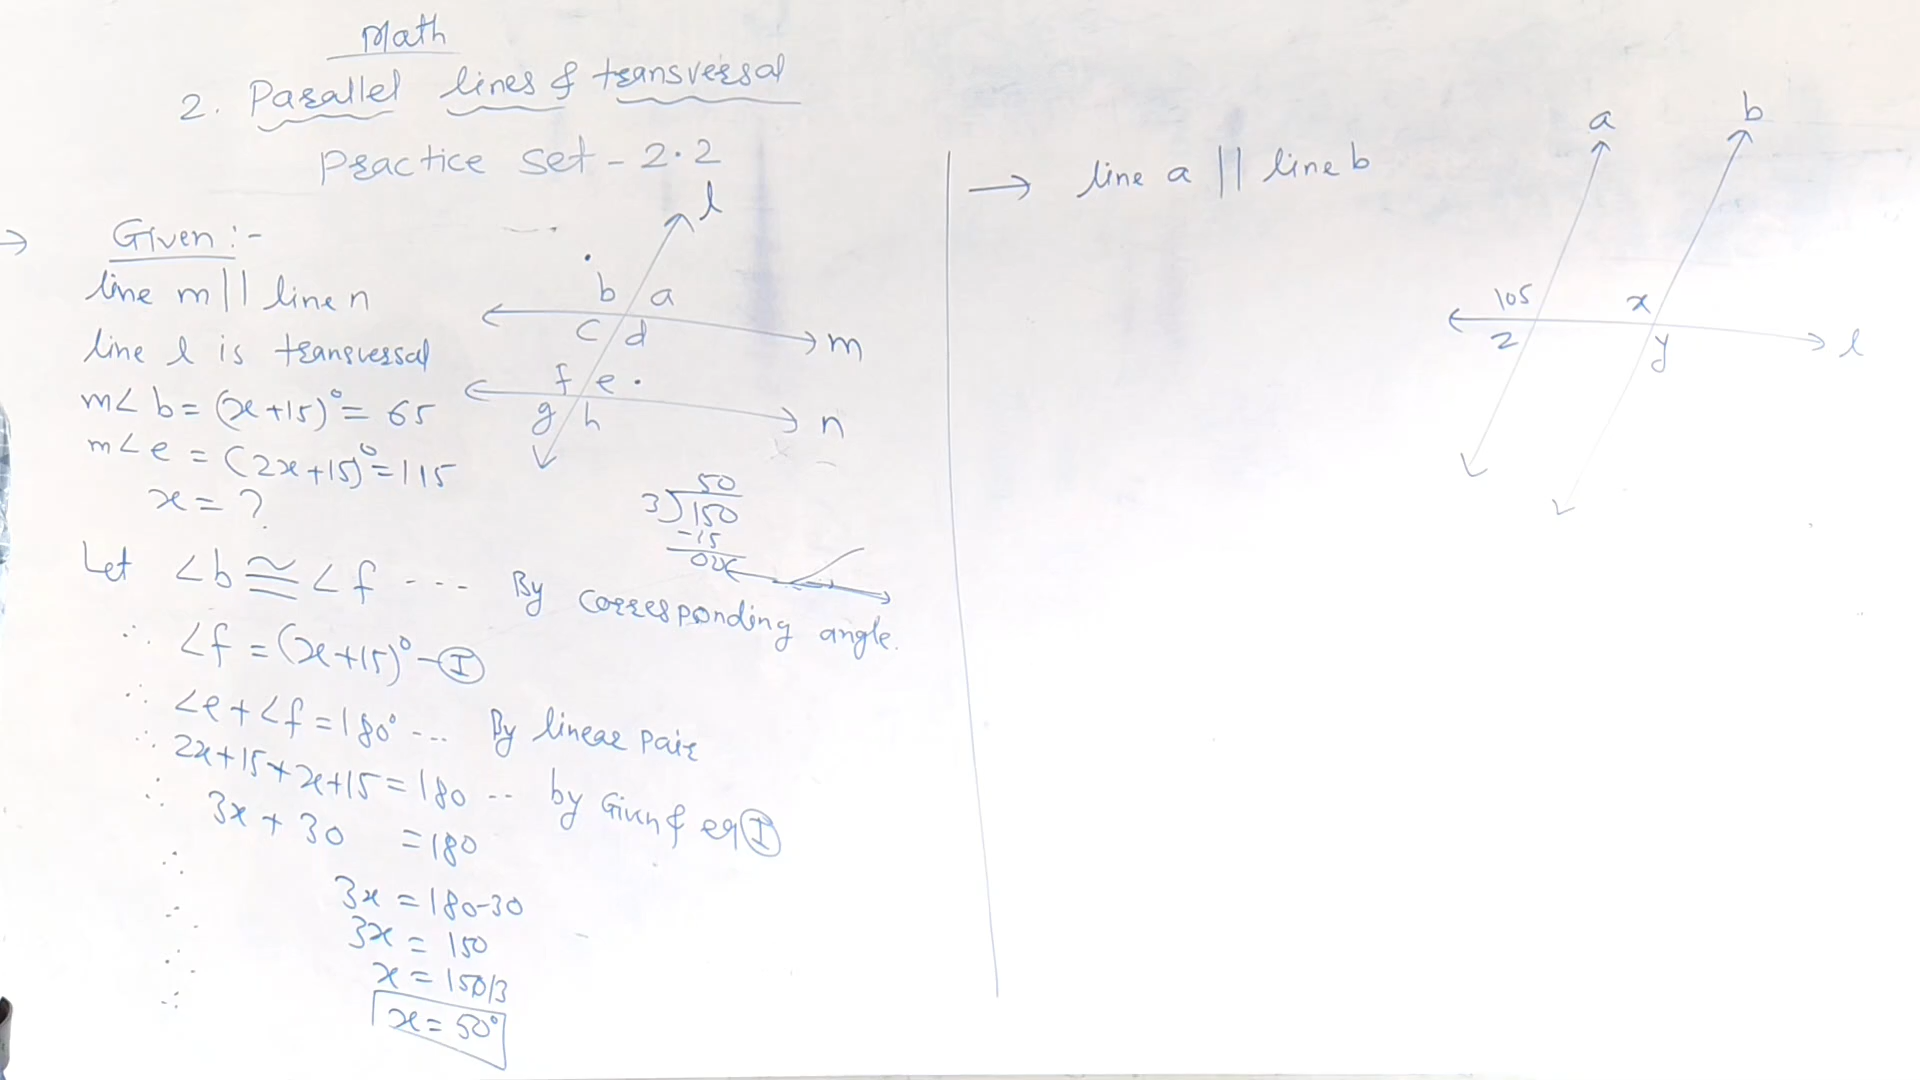 Math
2. Parallel lines & transversal
Practice set - 2.2
→ Given :-
line m || line n
line l is transversal
m∠b = (x+15)° = 65
m∠e = (2x+15)° = 115
x = ?
l
b a
c d
m
f e
g h
n
50
3)150
-15
00
Let ∠b ≅ ∠f ---- By corresponding angle.
∴ ∠f = (x+15)° - Ⓘ
∴ ∠e + ∠f = 180° --- By linear pair
∴ 2x+15+x+15 = 180 -- by Given & eq Ⓘ
∴ 3x + 30 = 180
∴ 3x = 180-30
∴ 3x = 150
∴ x = 150/3
∴ x = 50°
→ line a || line b
a
b
105 x
z y
l